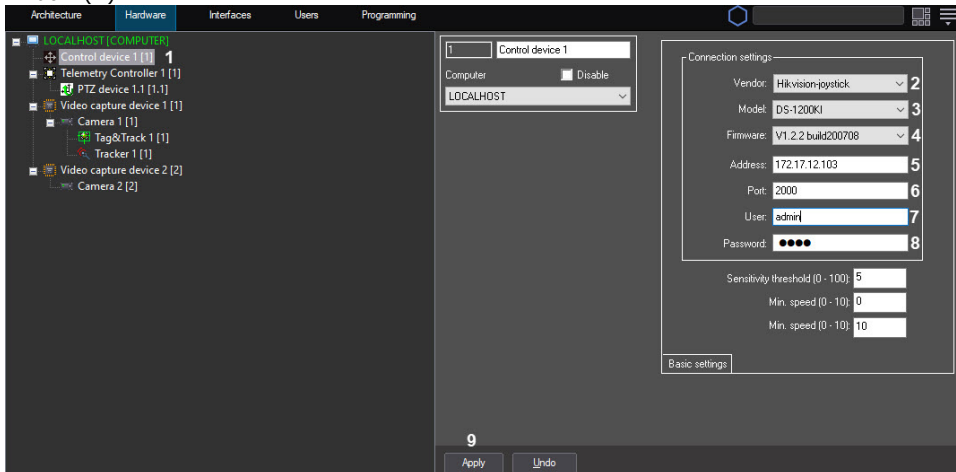 Architecture Hardware Interfaces Users Programming
LOCALHOST [COMPUTER]
Control device 1 [1] 1
Telemetry Controller 1 [1]
PTZ device 1.1 [1.1]
Video capture device 1 [1]
Camera 1 [1]
Tag&Track 1 [1]
Tracker 1 [1]
Video capture device 2 [2]
Camera 2 [2]
1 Control device 1
Computer Disable
LOCALHOST
Connection settings
Vendor: Hikvision-joystick 2
Model: DS-1200KI 3
Firmware: V1.2.2 build200708 4
Address: 172.17.12.103 5
Port: 2000 6
User: admin 7
Password: ●●●● 8
Sensitivity threshold (0 - 100): 5
Min. speed (0 - 10): 0
Min. speed (0 - 10): 10
Basic settings
9
Apply Undo